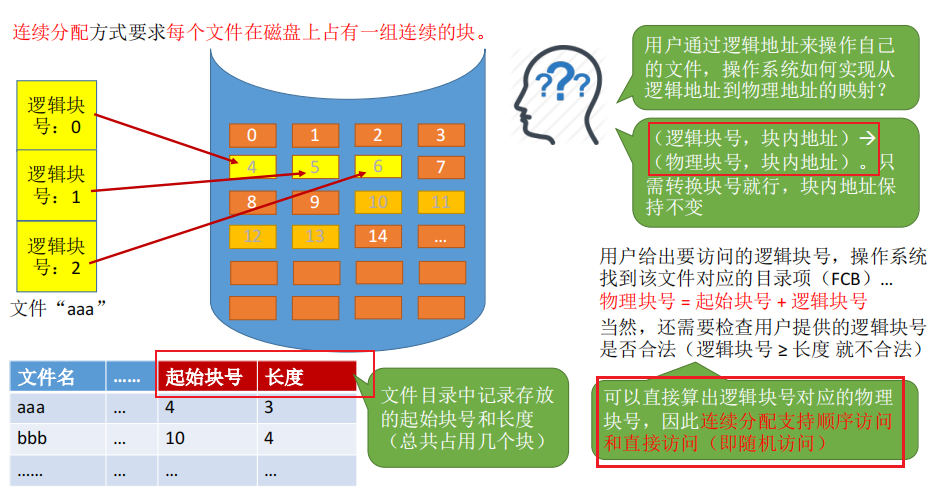 连续分配方式要求每个文件在磁盘上占有一组连续的块。
逻辑块
号：0
逻辑块
号：1
逻辑块
号：2
文件“aaa”
0 1 2 3
4 5 6 7
8 9 10 11
12 13 14 ...
???
用户通过逻辑地址来操作自己
的文件，操作系统如何实现从
逻辑地址到物理地址的映射？
（逻辑块号，块内地址）→
（物理块号，块内地址）。只
需转换块号就行，块内地址保
持不变
用户给出要访问的逻辑块号，操作系统
找到该文件对应的目录项（FCB）...
物理块号 = 起始块号 + 逻辑块号
当然，还需要检查用户提供的逻辑块号
是否合法（逻辑块号 ≥ 长度 就不合法）
文件名 …… 起始块号 长度
aaa ... 4 3
bbb ... 10 4
…… ... ... ...
文件目录中记录存放
的起始块号和长度
（总共占用几个块）
可以直接算出逻辑块号对应的物理
块号，因此连续分配支持顺序访问
和直接访问（即随机访问）